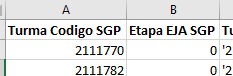 A B
Turma Codigo SGP Etapa EJA SGP
2111770 0 '2
2111782 0 '2